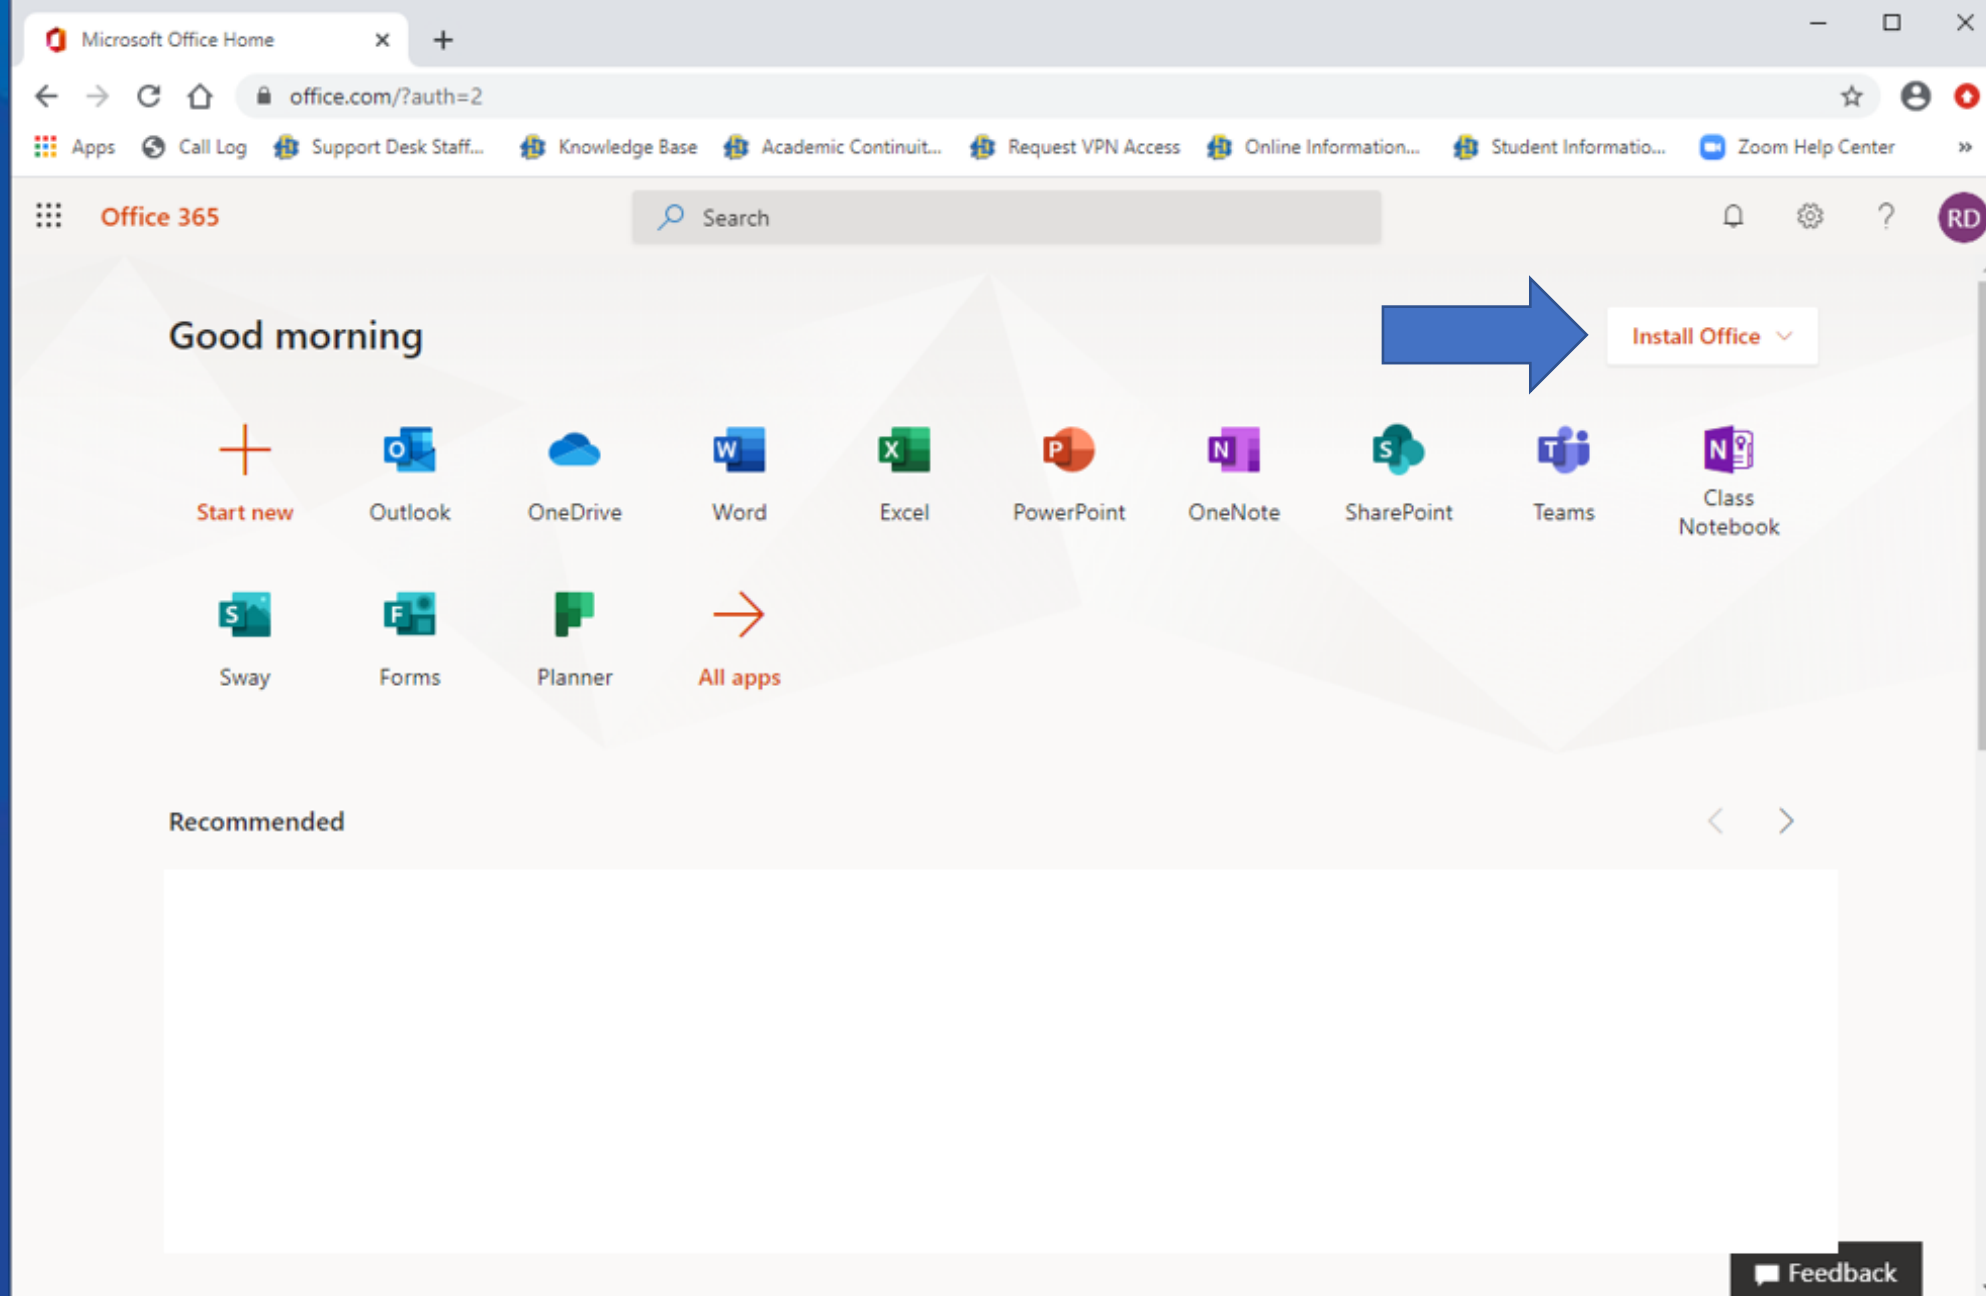 Microsoft Office Home
office.com/?auth=2
Apps Call Log Support Desk Staff... Knowledge Base Academic Continuit... Request VPN Access Online Information... Student Informatio... Zoom Help Center »
Office 365 Search ? RD
Good morning Install Office
Start new Outlook OneDrive Word Excel PowerPoint OneNote SharePoint Teams Class Notebook
Sway Forms Planner All apps
Recommended
Feedback